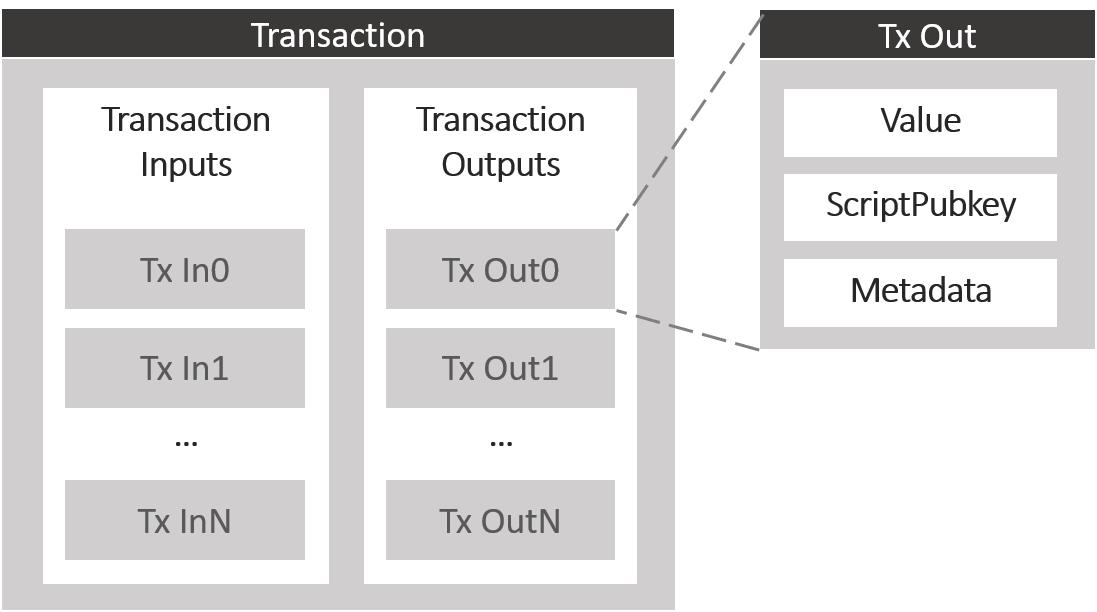 Transaction
Transaction
Inputs
Tx In0
Tx In1
...
Tx InN
Transaction
Outputs
Tx Out0
Tx Out1
...
Tx OutN
Tx Out
Value
ScriptPubkey
Metadata